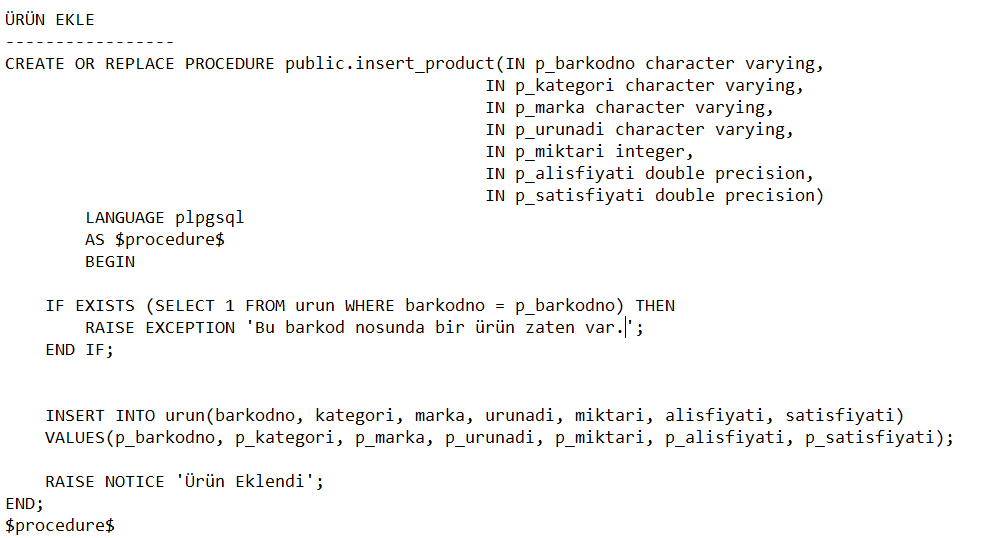 ÜRÜN EKLE
-----------------
CREATE OR REPLACE PROCEDURE public.insert_product(IN p_barkodno character varying,
                                                IN p_kategori character varying,
                                                IN p_marka character varying,
                                                IN p_urunadi character varying,
                                                IN p_miktari integer,
                                                IN p_alisfiyati double precision,
                                                IN p_satisfiyati double precision)
        LANGUAGE plpgsql
        AS $procedure$
        BEGIN

    IF EXISTS (SELECT 1 FROM urun WHERE barkodno = p_barkodno) THEN
        RAISE EXCEPTION 'Bu barkod nosunda bir ürün zaten var.';
    END IF;


    INSERT INTO urun(barkodno, kategori, marka, urunadi, miktari, alisfiyati, satisfiyati)
    VALUES(p_barkodno, p_kategori, p_marka, p_urunadi, p_miktari, p_alisfiyati, p_satisfiyati);

    RAISE NOTICE 'Ürün Eklendi';
END;
$procedure$